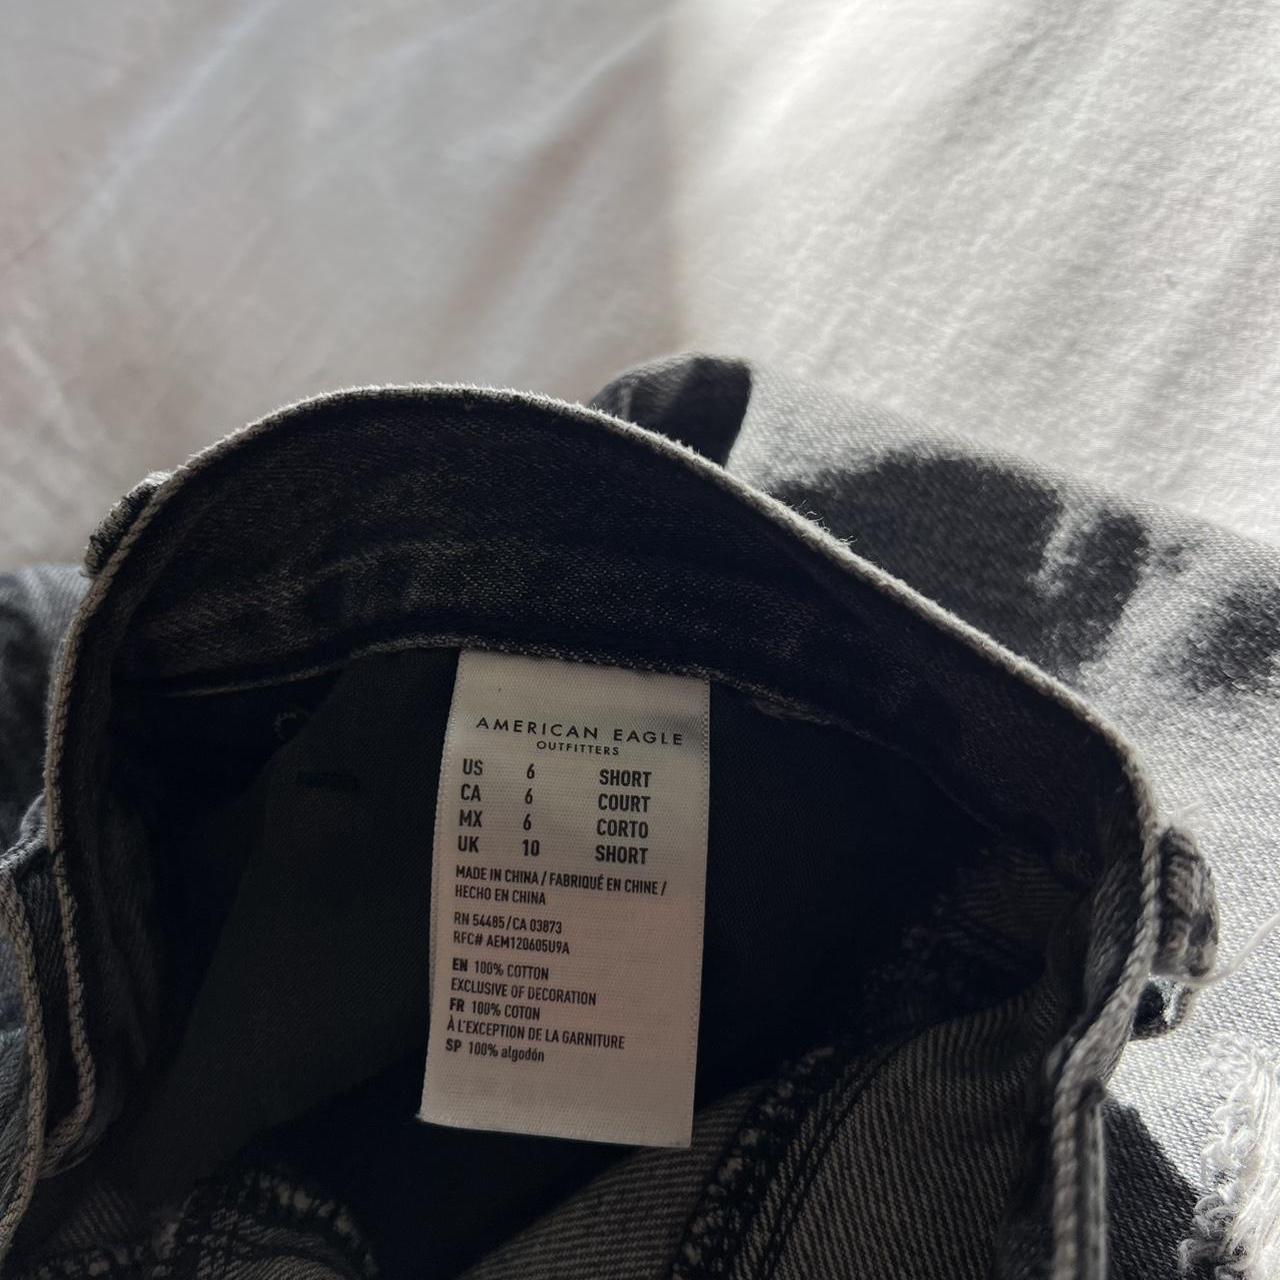 AMERICAN EAGLE
OUTFITTERS
US 6 SHORT
CA 6 COURT
MX 6 CORTO
UK 10 SHORT
MADE IN CHINA / FABRIQUÉ EN CHINE /
HECHO EN CHINA
RN 54485/CA 03873
RFC# AEM120605U9A
EN 100% COTTON
EXCLUSIVE OF DECORATION
FR 100% COTON
À L'EXCEPTION DE LA GARNITURE
SP 100% algodón